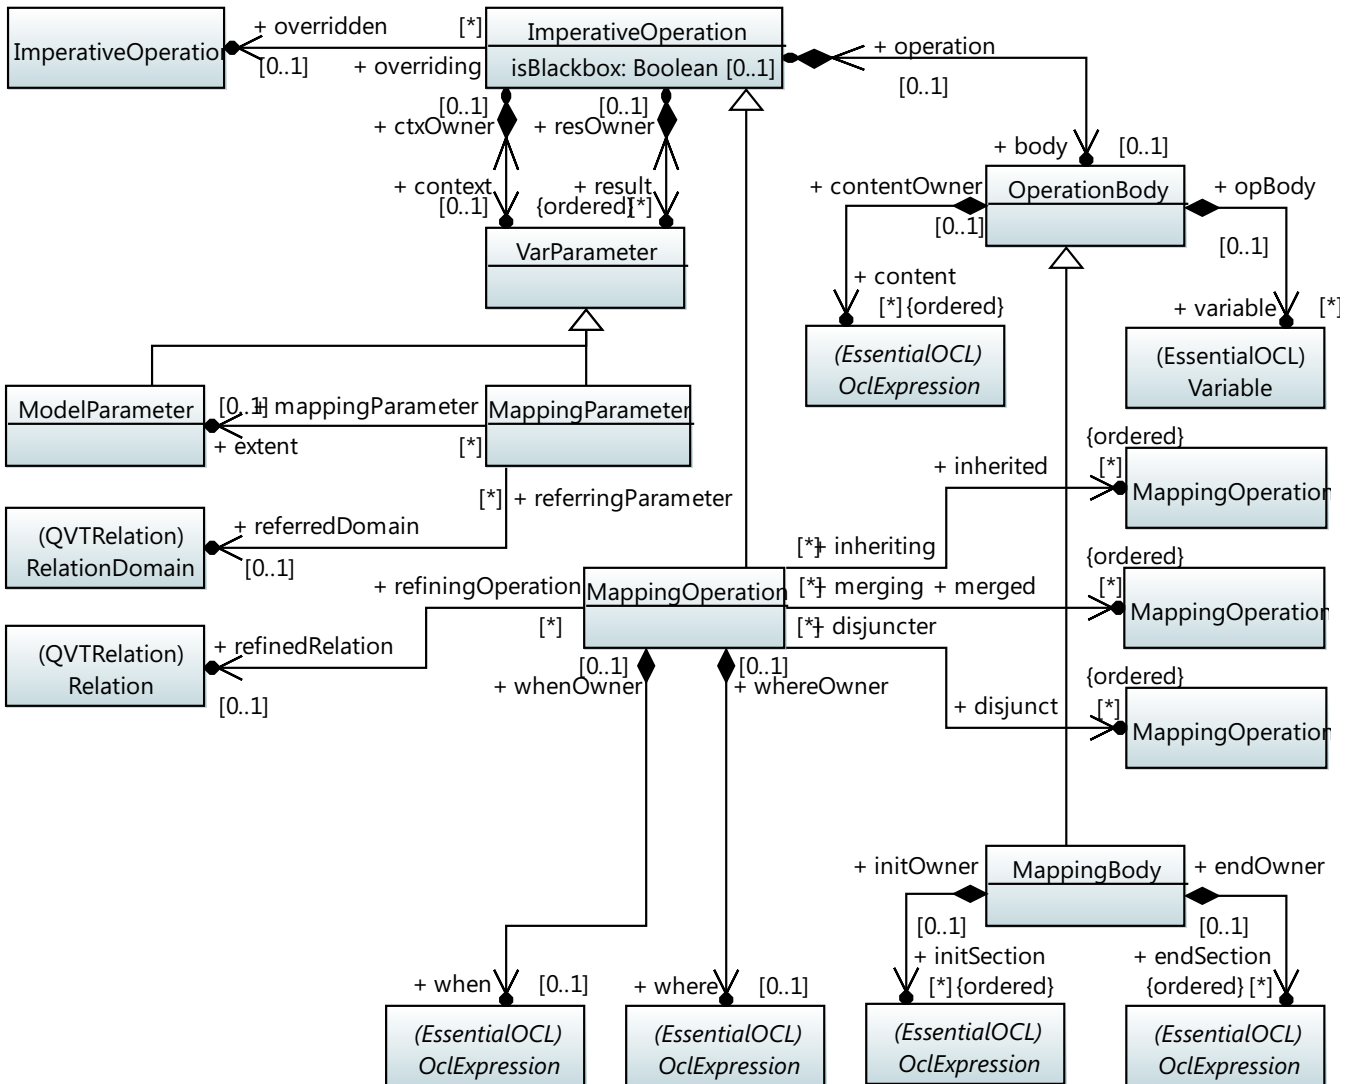 + overridden
[*]
ImperativeOperation
ImperativeOperation
+ operation
[0..1]
+ overriding
isBlackbox: Boolean [0..1]
[0..1]
[0..1]
[0..1]
+ ctxOwner
+ resOwner
+ body
[0..1]
+ context
+ result
+ contentOwner
OperationBody
+ opBody
[0..1]
{ordered}
[*]
[0..1]
[0..1]
VarParameter
+ content
[*]
{ordered}
+ variable
[*]
(EssentialOCL)
OclExpression
(EssentialOCL)
Variable
ModelParameter
[0..1]
+ mappingParameter
MappingParameter
+ extent
[*]
{ordered}
+ inherited
[*]
MappingOperation
[*]
+ referringParameter
+ referredDomain
(QVTRelation)
RelationDomain
[0..1]
[*]
+ inheriting
{ordered}
+ refiningOperation
MappingOperation
[*]
+ merging
+ merged
[*]
MappingOperation
[*]
[*]
+ disjuncter
+ refinedRelation
(QVTRelation)
Relation
[0..1]
[0..1]
[0..1]
+ whenOwner
+ whereOwner
{ordered}
+ disjunct
[*]
MappingOperation
+ initOwner
MappingBody
+ endOwner
[0..1]
[0..1]
+ initSection
+ endSection
+ when
[0..1]
+ where
[0..1]
[*]
{ordered}
{ordered}
[*]
(EssentialOCL)
OclExpression
(EssentialOCL)
OclExpression
(EssentialOCL)
OclExpression
(EssentialOCL)
OclExpression